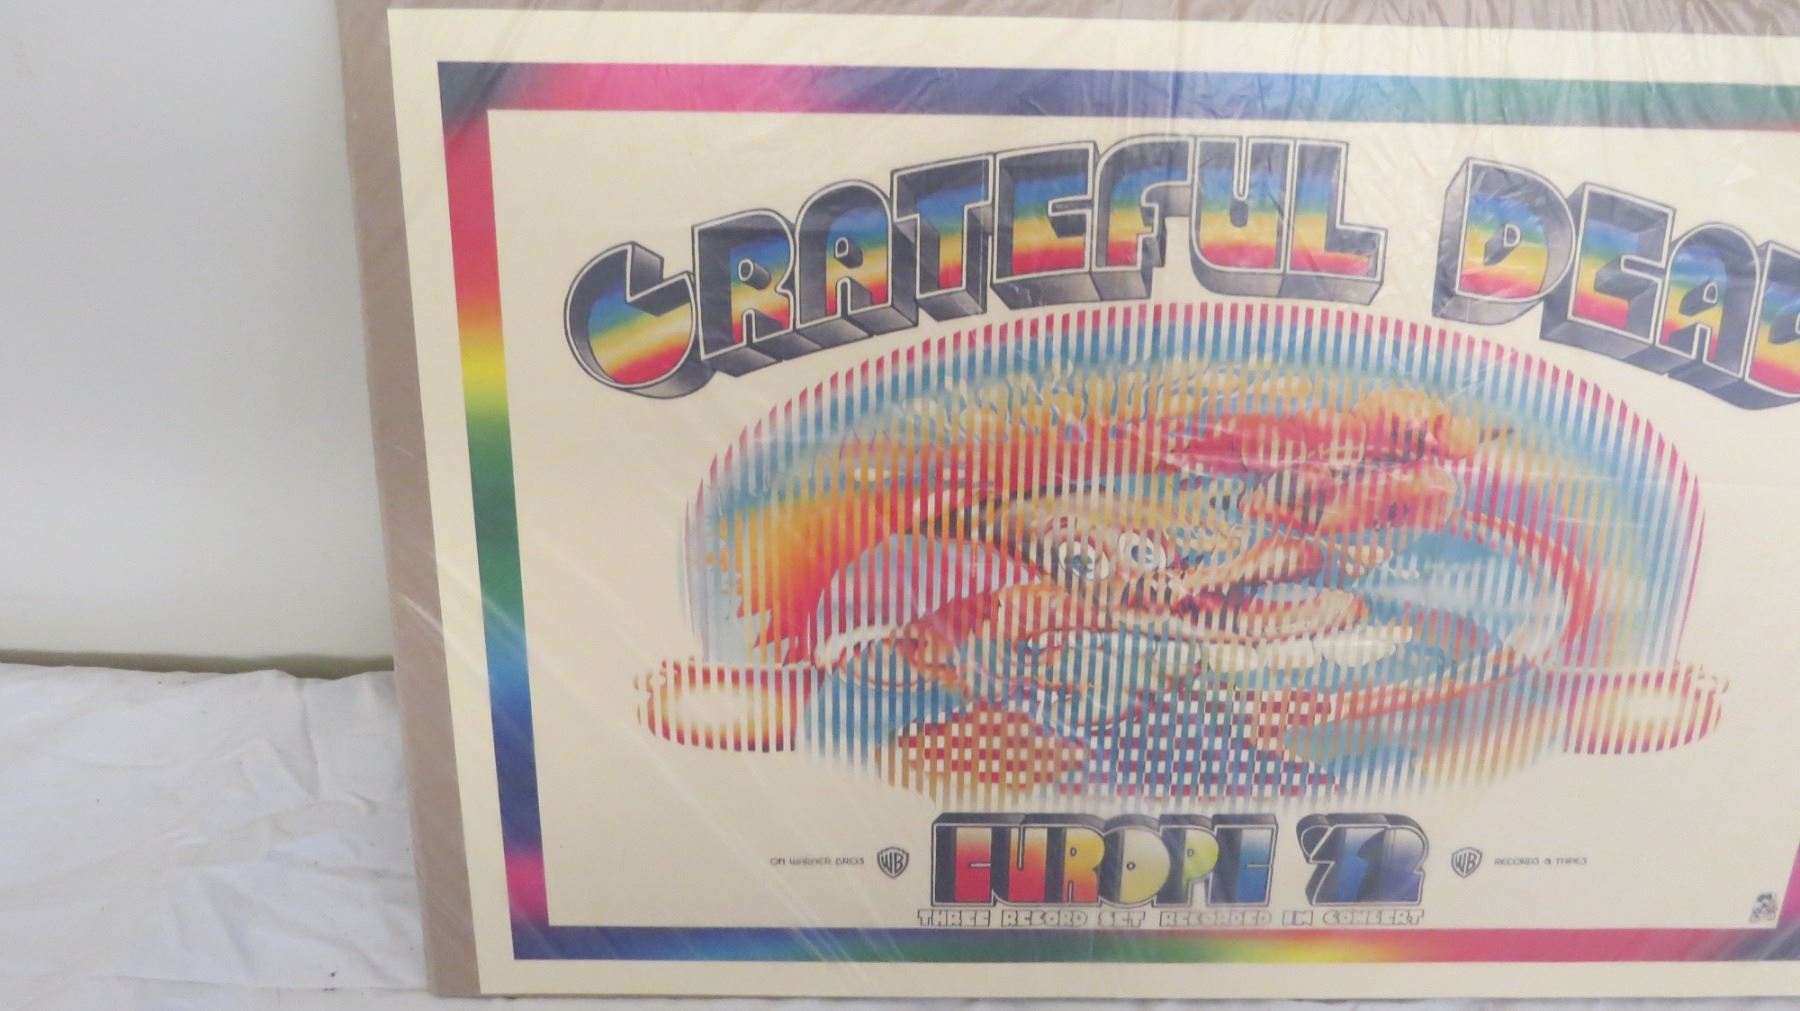 GRATEFUL DEAD
ON WARNER BROS WB EUROPE '72 WB RECORDS & TAPES
THREE RECORD SET RECORDED IN CONCERT